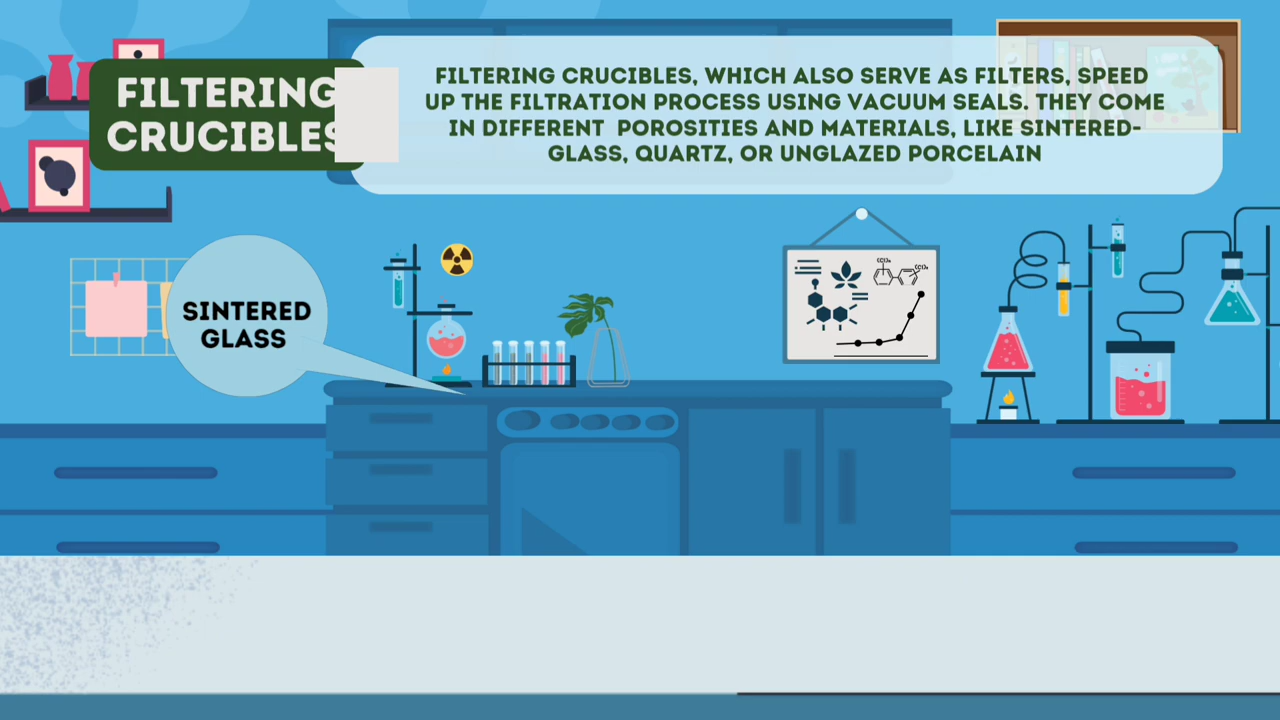 FILTERING
CRUCIBLES
FILTERING CRUCIBLES, WHICH ALSO SERVE AS FILTERS, SPEED
UP THE FILTRATION PROCESS USING VACUUM SEALS. THEY COME
IN DIFFERENT POROSITIES AND MATERIALS, LIKE SINTERED-
GLASS, QUARTZ, OR UNGLAZED PORCELAIN
SINTERED
GLASS